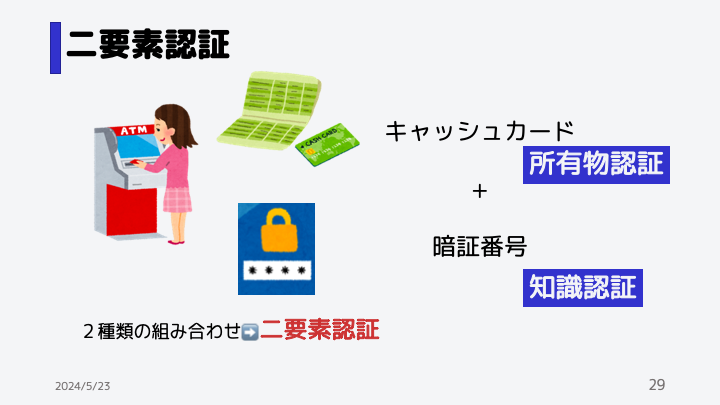 二要素認証
ATM
CASH CARD
キャッシュカード
所有物認証
+
暗証番号
知識認証
****
２種類の組み合わせ➡️二要素認証
2024/5/23
29